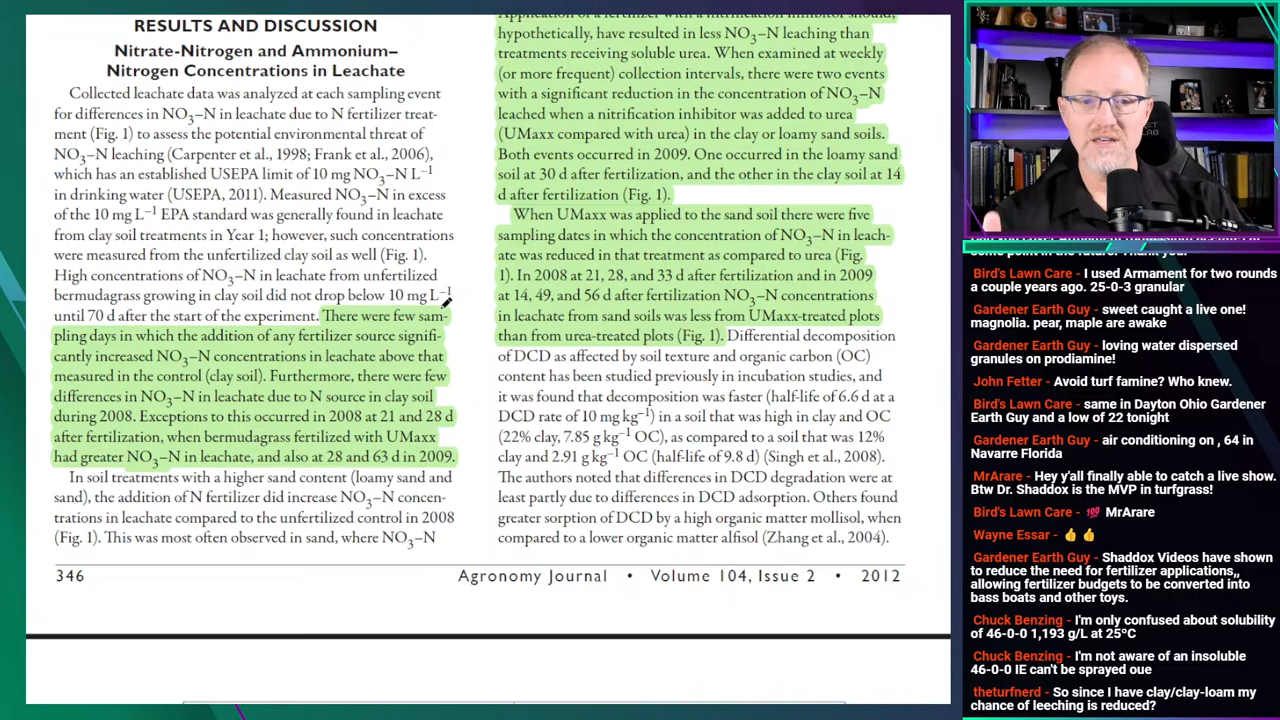 RESULTS AND DISCUSSION
Nitrate-Nitrogen and Ammonium–
Nitrogen Concentrations in Leachate
Collected leachate data was analyzed at each sampling event
for differences in NO3–N in leachate due to N fertilizer treat-
ment (Fig. 1) to assess the potential environmental threat of
NO3–N leaching (Carpenter et al., 1998; Frank et al., 2006),
which has an established USEPA limit of 10 mg NO3–N L−1
in drinking water (USEPA, 2011). Measured NO3–N in excess
of the 10 mg L−1 EPA standard was generally found in leachate
from clay soil treatments in Year 1; however, such concentrations
were measured from the unfertilized clay soil as well (Fig. 1).
High concentrations of NO3–N in leachate from unfertilized
bermudagrass growing in clay soil did not drop below 10 mg L−1
until 70 d after the start of the experiment. There were few sam-
pling days in which the addition of any fertilizer source signifi-
cantly increased NO3–N concentrations in leachate above that
measured in the control (clay soil). Furthermore, there were few
differences in NO3–N in leachate due to N source in clay soil
during 2008. Exceptions to this occurred in 2008 at 21 and 28 d
after fertilization, when bermudagrass fertilized with UMaxx
had greater NO3–N in leachate, and also at 28 and 63 d in 2009.
In soil treatments with a higher sand content (loamy sand and
sand), the addition of N fertilizer did increase NO3–N concen-
trations in leachate compared to the unfertilized control in 2008
(Fig. 1). This was most often observed in sand, where NO3–N
Application of a fertilizer with a nitrification inhibitor should,
hypothetically, have resulted in less NO3–N leaching than
treatments receiving soluble urea. When examined at weekly
(or more frequent) collection intervals, there were two events
with a significant reduction in the concentration of NO3–N
leached when a nitrification inhibitor was added to urea
(UMaxx compared with urea) in the clay or loamy sand soils.
Both events occurred in 2009. One occurred in the loamy sand
soil at 30 d after fertilization, and the other in the clay soil at 14
d after fertilization (Fig. 1).
When UMaxx was applied to the sand soil there were five
sampling dates in which the concentration of NO3–N in leach-
ate was reduced in that treatment as compared to urea (Fig.
1). In 2008 at 21, 28, and 33 d after fertilization and in 2009
at 14, 49, and 56 d after fertilization NO3–N concentrations
in leachate from sand soils was less from UMaxx-treated plots
than from urea-treated plots (Fig. 1). Differential decomposition
of DCD as affected by soil texture and organic carbon (OC)
content has been studied previously in incubation studies, and
it was found that decomposition was faster (half-life of 6.6 d at a
DCD rate of 10 mg kg−1) in a soil that was high in clay and OC
(22% clay, 7.85 g kg−1 OC), as compared to a soil that was 12%
clay and 2.91 g kg−1 OC (half-life of 9.8 d) (Singh et al., 2008).
The authors noted that differences in DCD degradation were at
least partly due to differences in DCD adsorption. Others found
greater sorption of DCD by a high organic matter mollisol, when
compared to a lower organic matter alfisol (Zhang et al., 2004).
346
Agronomy Journal • Volume 104, Issue 2 • 2012
some point in the future. Thank you!
Bird's Lawn Care - I used Armament for two rounds
a couple years ago. 25-0-3 granular
Gardener Earth Guy - sweet caught a live one!
magnolia. pear, maple are awake
Gardener Earth Guy - loving water dispersed
granules on prodiamine!
John Fetter - Avoid turf famine? Who knew.
Bird's Lawn Care - same in Dayton Ohio Gardener
Earth Guy and a low of 22 tonight
Gardener Earth Guy - air conditioning on , 64 in
Navarre Florida
MrArare - Hey y'all finally able to catch a live show.
Btw Dr. Shaddox is the MVP in turfgrass!
Bird's Lawn Care - 💯 MrArare
Wayne Essar - 👍 👍
Gardener Earth Guy - Shaddox Videos have shown
to reduce the need for fertilizer applications,,
allowing fertilizer budgets to be converted into
bass boats and other toys.
Chuck Benzing - I'm only confused about solubility
of 46-0-0 1,193 g/L at 25ºC
Chuck Benzing - I'm not aware of an insoluble
46-0-0 IE can't be sprayed oue
theturfnerd - So since I have clay/clay-loam my
chance of leeching is reduced?